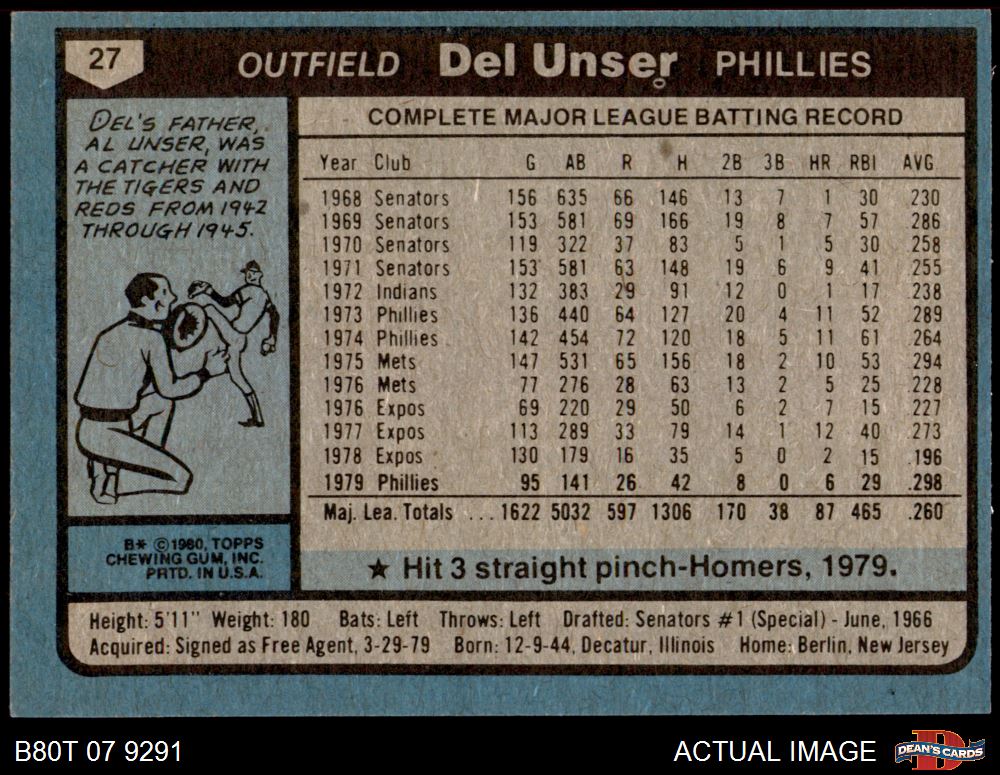 27 OUTFIELD Del Unser PHILLIES
DEL'S FATHER,
AL UNSER, WAS
A CATCHER WITH
THE TIGERS AND
REDS FROM 1942
THROUGH 1945.
B* ©1980, TOPPS
CHEWING GUM, INC.
PRTD. IN U.S.A.
COMPLETE MAJOR LEAGUE BATTING RECORD
Year Club G AB R H 2B 3B HR RBI AVG
1968 Senators 156 635 66 146 13 7 1 30 .230
1969 Senators 153 581 69 166 19 8 7 57 .286
1970 Senators 119 322 37 83 5 1 5 30 .258
1971 Senators 153 581 63 148 19 6 9 41 .255
1972 Indians 132 383 29 91 12 0 1 17 .238
1973 Phillies 136 440 64 127 20 4 11 52 .289
1974 Phillies 142 454 72 120 18 5 11 61 .264
1975 Mets 147 531 65 156 18 2 10 53 .294
1976 Mets 77 276 28 63 13 2 5 25 .228
1976 Expos 69 220 29 50 6 2 7 15 .227
1977 Expos 113 289 33 79 14 1 12 40 .273
1978 Expos 130 179 16 35 5 0 2 15 .196
1979 Phillies 95 141 26 42 8 0 6 29 .298
Maj. Lea. Totals ... 1622 5032 597 1306 170 38 87 465 .260
★ Hit 3 straight pinch-Homers, 1979.
Height: 5'11" Weight: 180 Bats: Left Throws: Left Drafted: Senators #1 (Special) - June, 1966
Acquired: Signed as Free Agent, 3-29-79 Born: 12-9-44, Decatur, Illinois Home: Berlin, New Jersey
B80T 07 9291 ACTUAL IMAGE DEAN'S CARDS